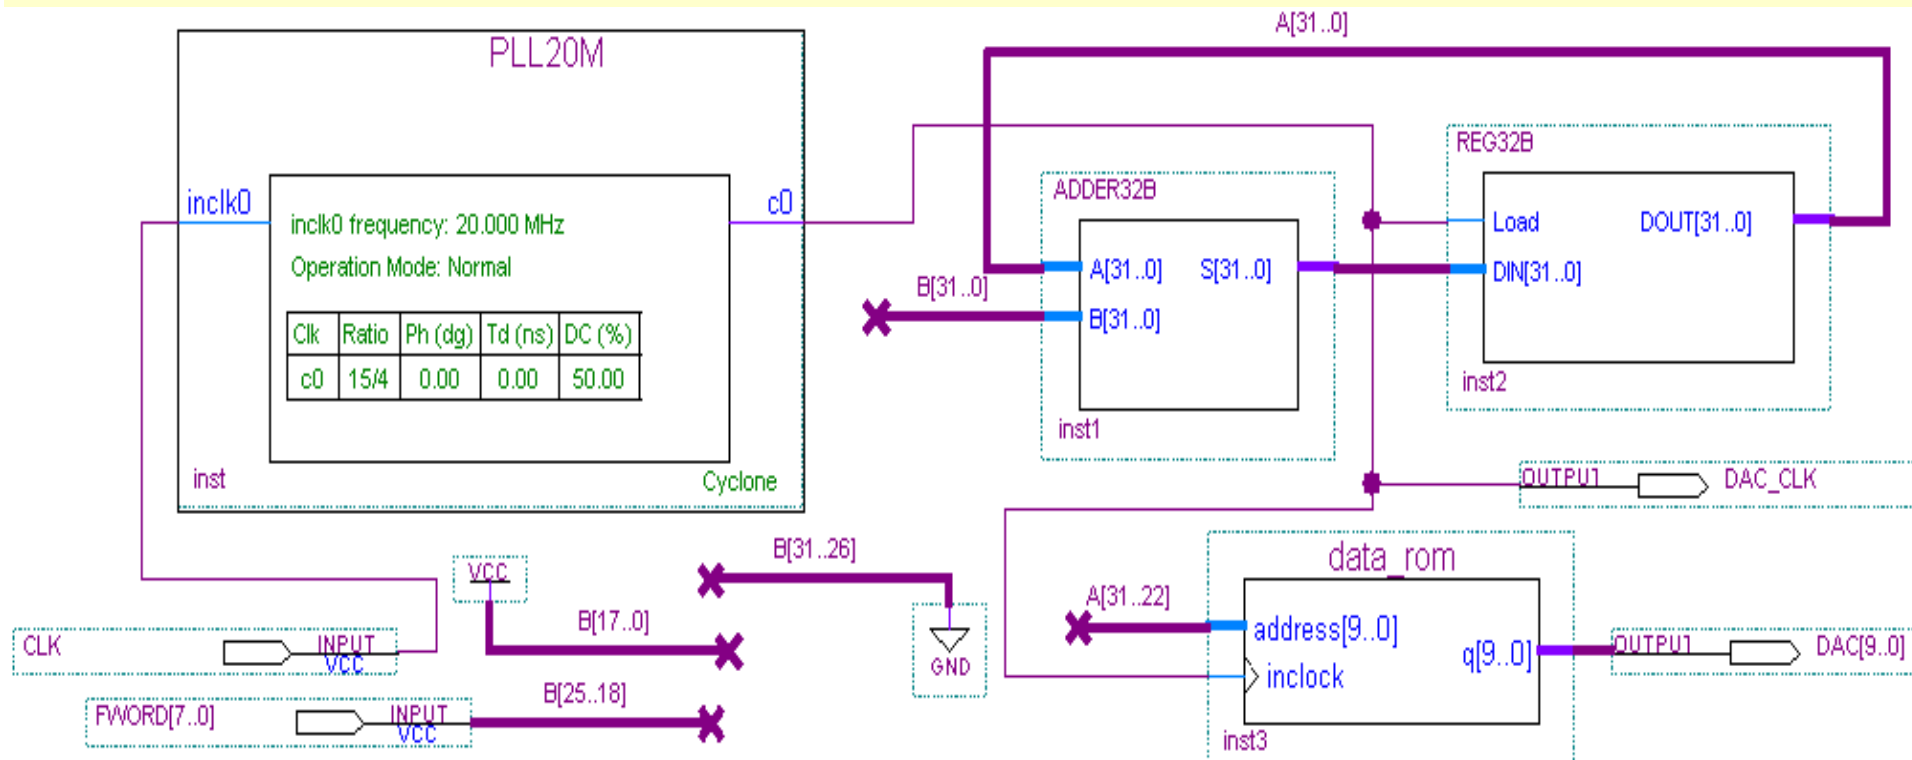 A[31..0]
PLL20M
inclk0
c0
inclk0 frequency: 20.000 MHz
Operation Mode: Normal
Clk Ratio Ph (dg) Td (ns) DC (%)
c0 15/4 0.00 0.00 50.00
inst
Cyclone
ADDER32B
A[31..0] S[31..0]
B[31..0]
B[31..0]
inst1
REG32B
Load DOUT[31..0]
DIN[31..0]
inst2
OUTPUT DAC_CLK
VCC
B[31..26]
B[17..0]
GND
CLK INPUT
VCC
FWORD[7..0] INPUT
VCC
B[25..18]
data_rom
A[31..22]
address[9..0]
q[9..0]
inclock
inst3
OUTPUT DAC[9..0]